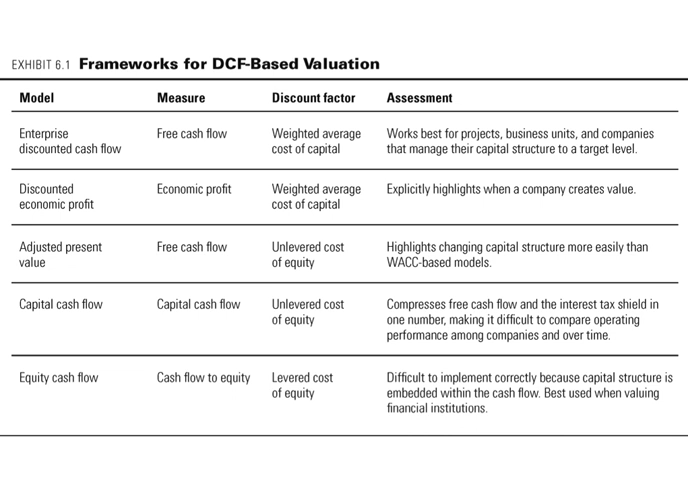 EXHIBIT 6.1 Frameworks for DCF-Based Valuation
Model Measure Discount factor Assessment
Enterprise Free cash flow Weighted average Works best for projects, business units, and companies
discounted cash flow cost of capital that manage their capital structure to a target level.
Discounted Economic profit Weighted average Explicitly highlights when a company creates value.
economic profit cost of capital
Adjusted present Free cash flow Unlevered cost Highlights changing capital structure more easily than
value of equity WACC-based models.
Capital cash flow Capital cash flow Unlevered cost Compresses free cash flow and the interest tax shield in
of equity one number, making it difficult to compare operating
performance among companies and over time.
Equity cash flow Cash flow to equity Levered cost Difficult to implement correctly because capital structure is
of equity embedded within the cash flow. Best used when valuing
financial institutions.